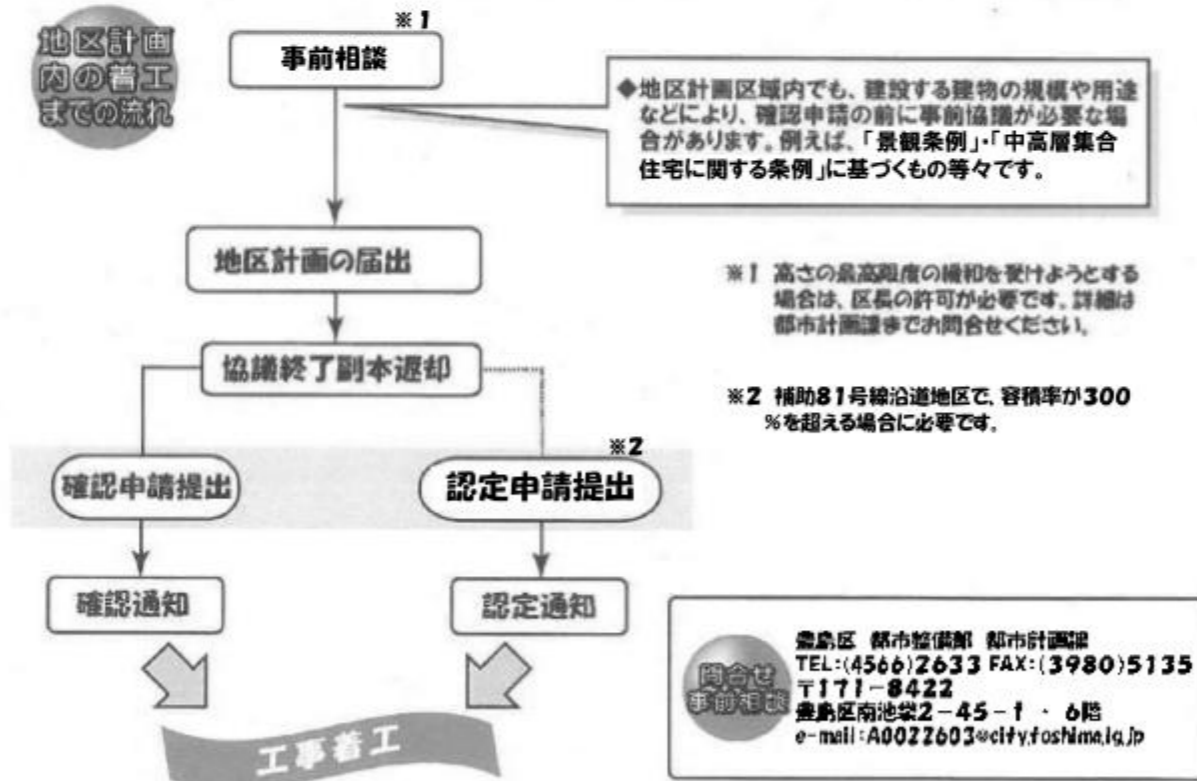 地区計画
内の着工
までの流れ
※1
事前相談
◆地区計画区域内でも、建設する建物の規模や用途
などにより、確認申請の前に事前協議が必要な場
合があります。例えば、「景観条例」・「中高層集合
住宅に関する条例」に基づくもの等々です。
地区計画の届出
※1 高さの最高限度の緩和を受けようとする
場合は、区長の許可が必要です。詳細は
都市計画課までお問合せください。
協議終了副本返却
※2 補助81号線沿道地区で、容積率が300
%を超える場合に必要です。
確認申請提出
※2
認定申請提出
確認通知
認定通知
工事着工
問合せ
・
事前相談
豊島区 都市整備部 都市計画課
TEL:(4566)2633 FAX:(3980)5135
〒171-8422
豊島区南池袋2-45-1 ・ 6階
e-mail:A0022603@city.toshima.lg.jp